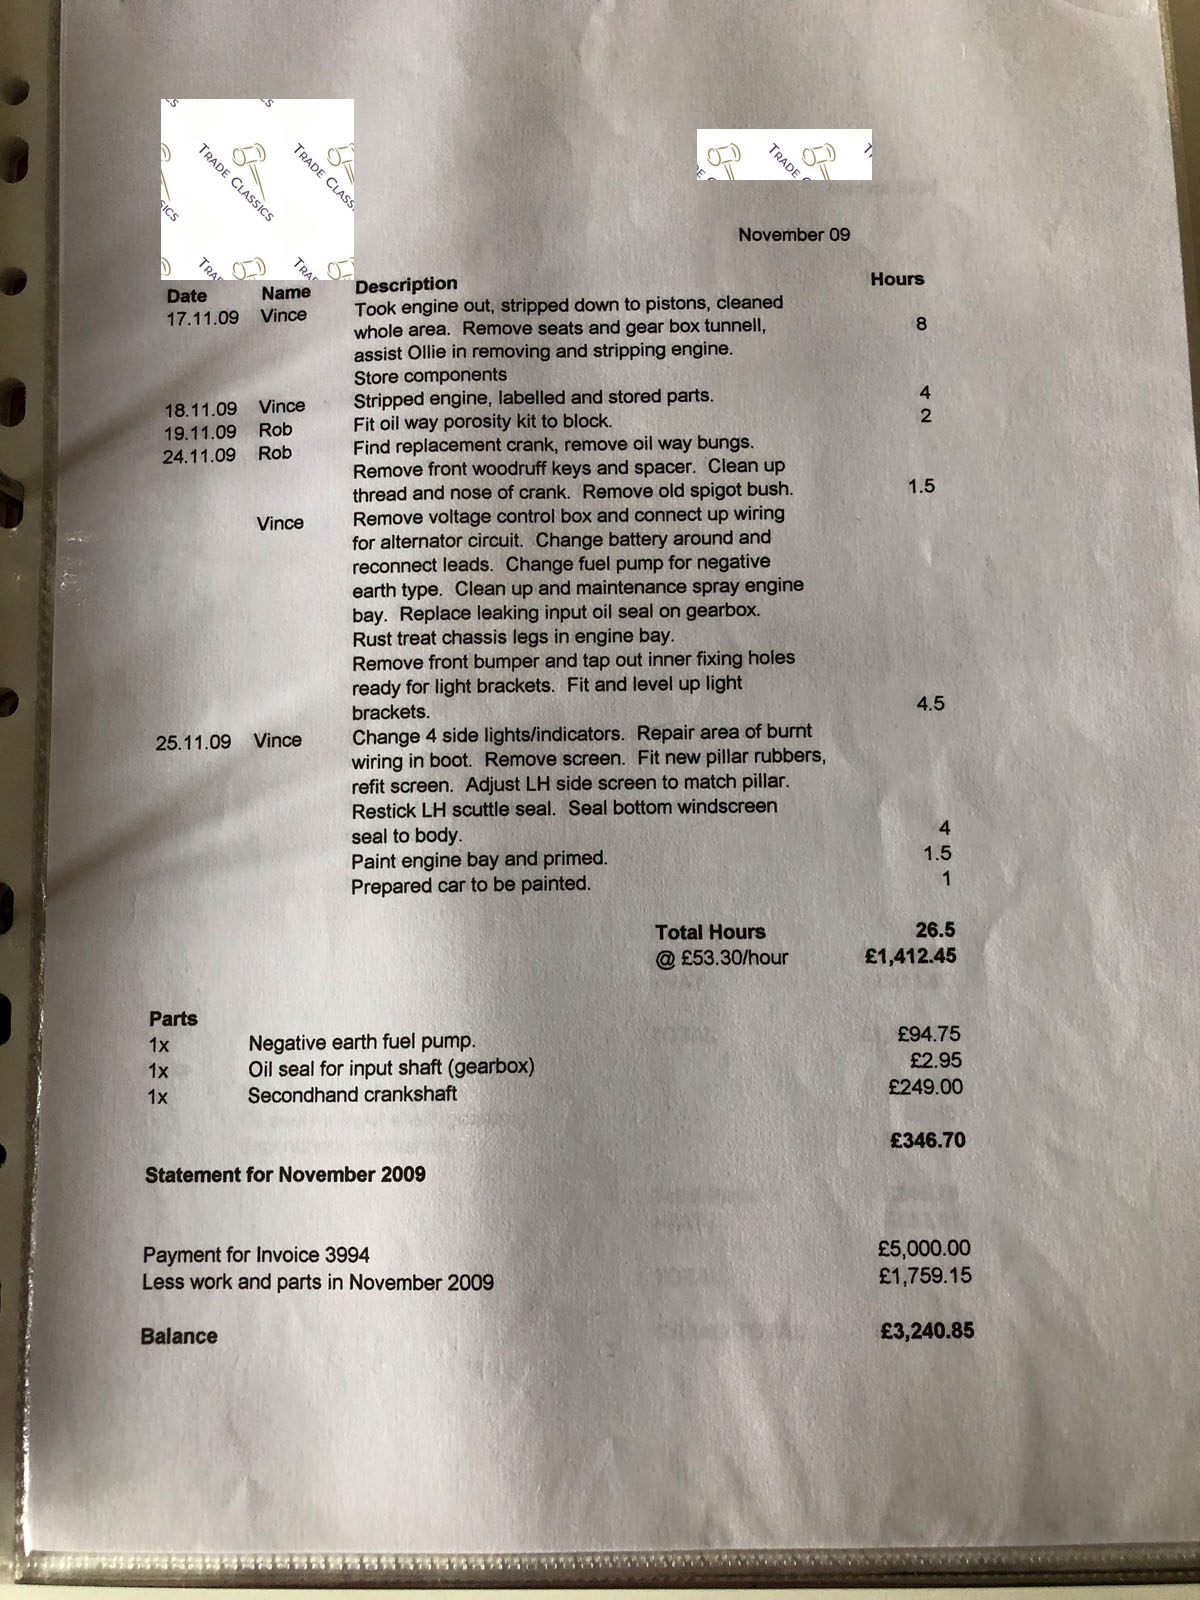 TRADE CLASSICS
TRADE CLASSICS
TRADE
November 09
Date Name Description Hours
17.11.09 Vince Took engine out, stripped down to pistons, cleaned
whole area. Remove seats and gear box tunnell, 8
assist Ollie in removing and stripping engine.
Store components
18.11.09 Vince Stripped engine, labelled and stored parts. 4
19.11.09 Rob Fit oil way porosity kit to block. 2
24.11.09 Rob Find replacement crank, remove oil way bungs.
Remove front woodruff keys and spacer. Clean up
thread and nose of crank. Remove old spigot bush. 1.5
Vince Remove voltage control box and connect up wiring
for alternator circuit. Change battery around and
reconnect leads. Change fuel pump for negative
earth type. Clean up and maintenance spray engine
bay. Replace leaking input oil seal on gearbox.
Rust treat chassis legs in engine bay.
Remove front bumper and tap out inner fixing holes
ready for light brackets. Fit and level up light
brackets. 4.5
25.11.09 Vince Change 4 side lights/indicators. Repair area of burnt
wiring in boot. Remove screen. Fit new pillar rubbers,
refit screen. Adjust LH side screen to match pillar.
Restick LH scuttle seal. Seal bottom windscreen
seal to body. 4
Paint engine bay and primed. 1.5
Prepared car to be painted. 1
Total Hours 26.5
@ £53.30/hour £1,412.45
Parts
1x Negative earth fuel pump. £94.75
1x Oil seal for input shaft (gearbox) £2.95
1x Secondhand crankshaft £249.00
£346.70
Statement for November 2009
Payment for Invoice 3994 £5,000.00
Less work and parts in November 2009 £1,759.15
Balance £3,240.85